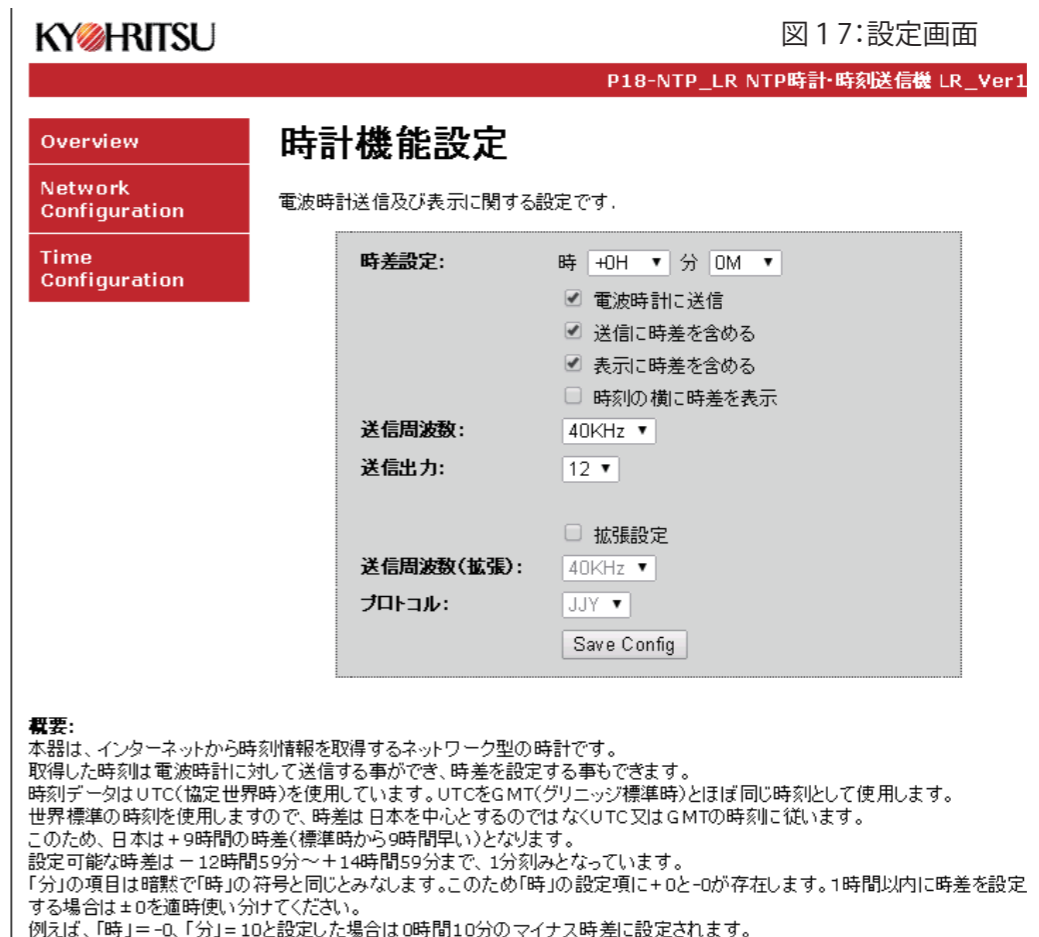 KYOHRITSU
図17:設定画面
P18-NTP_LR NTP時計・時刻送信機 LR_Ver1
Overview
Network
Configuration
Time
Configuration
時計機能設定
電波時計送信及び表示に関する設定です.
時差設定: 時 +0H ▼ 分 0M ▼
電波時計に送信
送信に時差を含める
表示に時差を含める
時刻の横に時差を表示
送信周波数: 40KHz ▼
送信出力: 12 ▼
拡張設定
送信周波数(拡張): 40KHz ▼
プロトコル: JJY ▼
Save Config
概要:
本器は、インターネットから時刻情報を取得するネットワーク型の時計です。
取得した時刻は電波時計に対して送信する事ができ、時差を設定する事もできます。
時刻データはUTC(協定世界時)を使用しています。UTCをGMT(グリニッジ標準時)とほぼ同じ時刻として使用します。
世界標準の時刻を使用しますので、時差は日本を中心とするのではなくUTC又はGMTの時刻に従います。
このため、日本は+9時間の時差(標準時から9時間早い)となります。
設定可能な時差は-12時間59分~+14時間59分まで、1分刻みとなっています。
「分」の項目は暗黙で「時」の符号と同じとみなします。このため「時」の設定項に+0と-0が存在します。1時間以内に時差を設定
する場合は±0を適時使い分けてください。
例えば、「時」=-0、「分」=10と設定した場合は0時間10分のマイナス時差に設定されます。